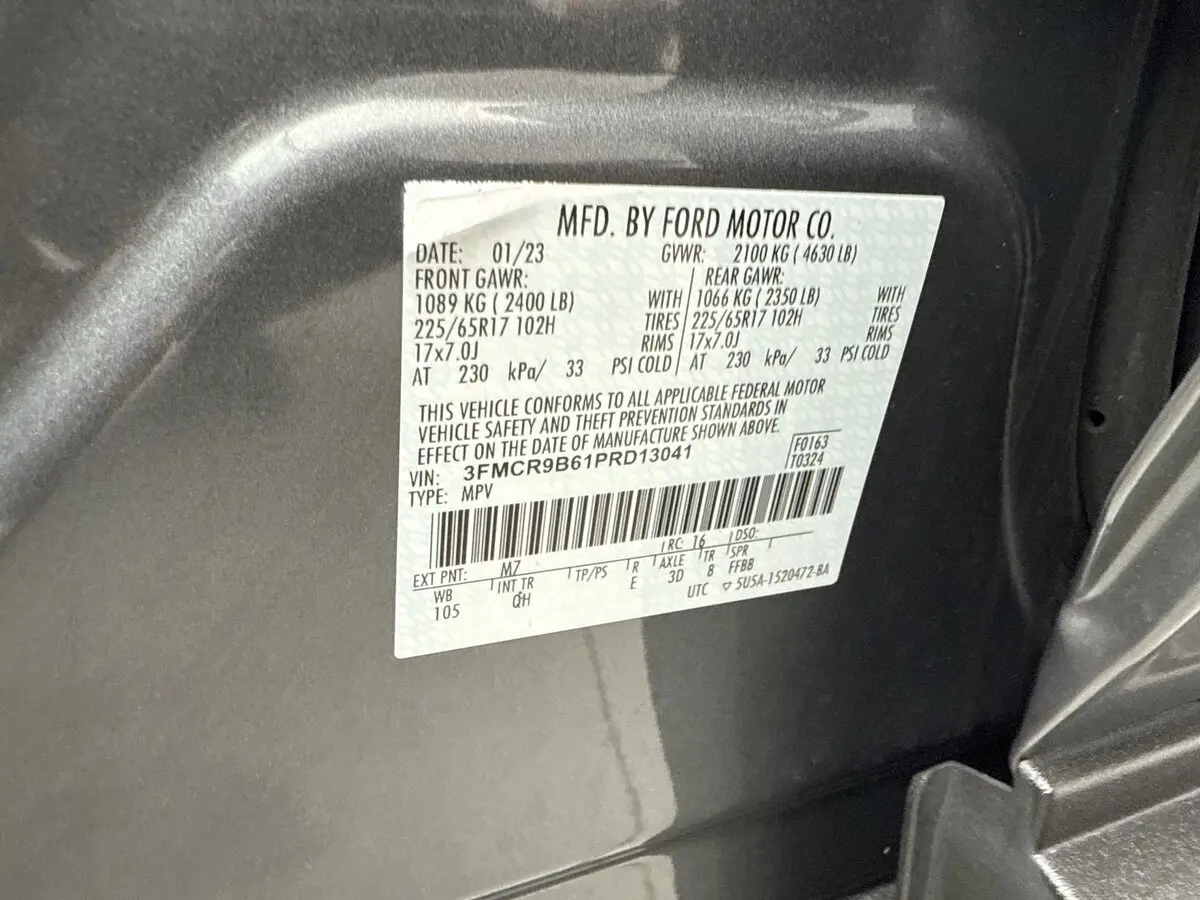 MFD. BY FORD MOTOR CO.
DATE: 01/23 GVWR: 2100 KG ( 4630 LB)
FRONT GAWR: REAR GAWR:
1089 KG ( 2400 LB) WITH 1066 KG ( 2350 LB) WITH
225/65R17 102H TIRES 225/65R17 102H TIRES
17x7.0J RIMS 17x7.0J RIMS
AT 230 kPa/ 33 PSI COLD AT 230 kPa/ 33 PSI COLD
THIS VEHICLE CONFORMS TO ALL APPLICABLE FEDERAL MOTOR
VEHICLE SAFETY AND THEFT PREVENTION STANDARDS IN
EFFECT ON THE DATE OF MANUFACTURE SHOWN ABOVE.
VIN: 3FMCR9B61PRD13041 F0163
TYPE: MPV T0324
EXT PNT: MZ RC: 16 DSO:
WB INT TR TP/PS R AXLE TR SPR
105 QH E 3D 8 FFBB
UTC ▽ 5U5A-1520472-BA